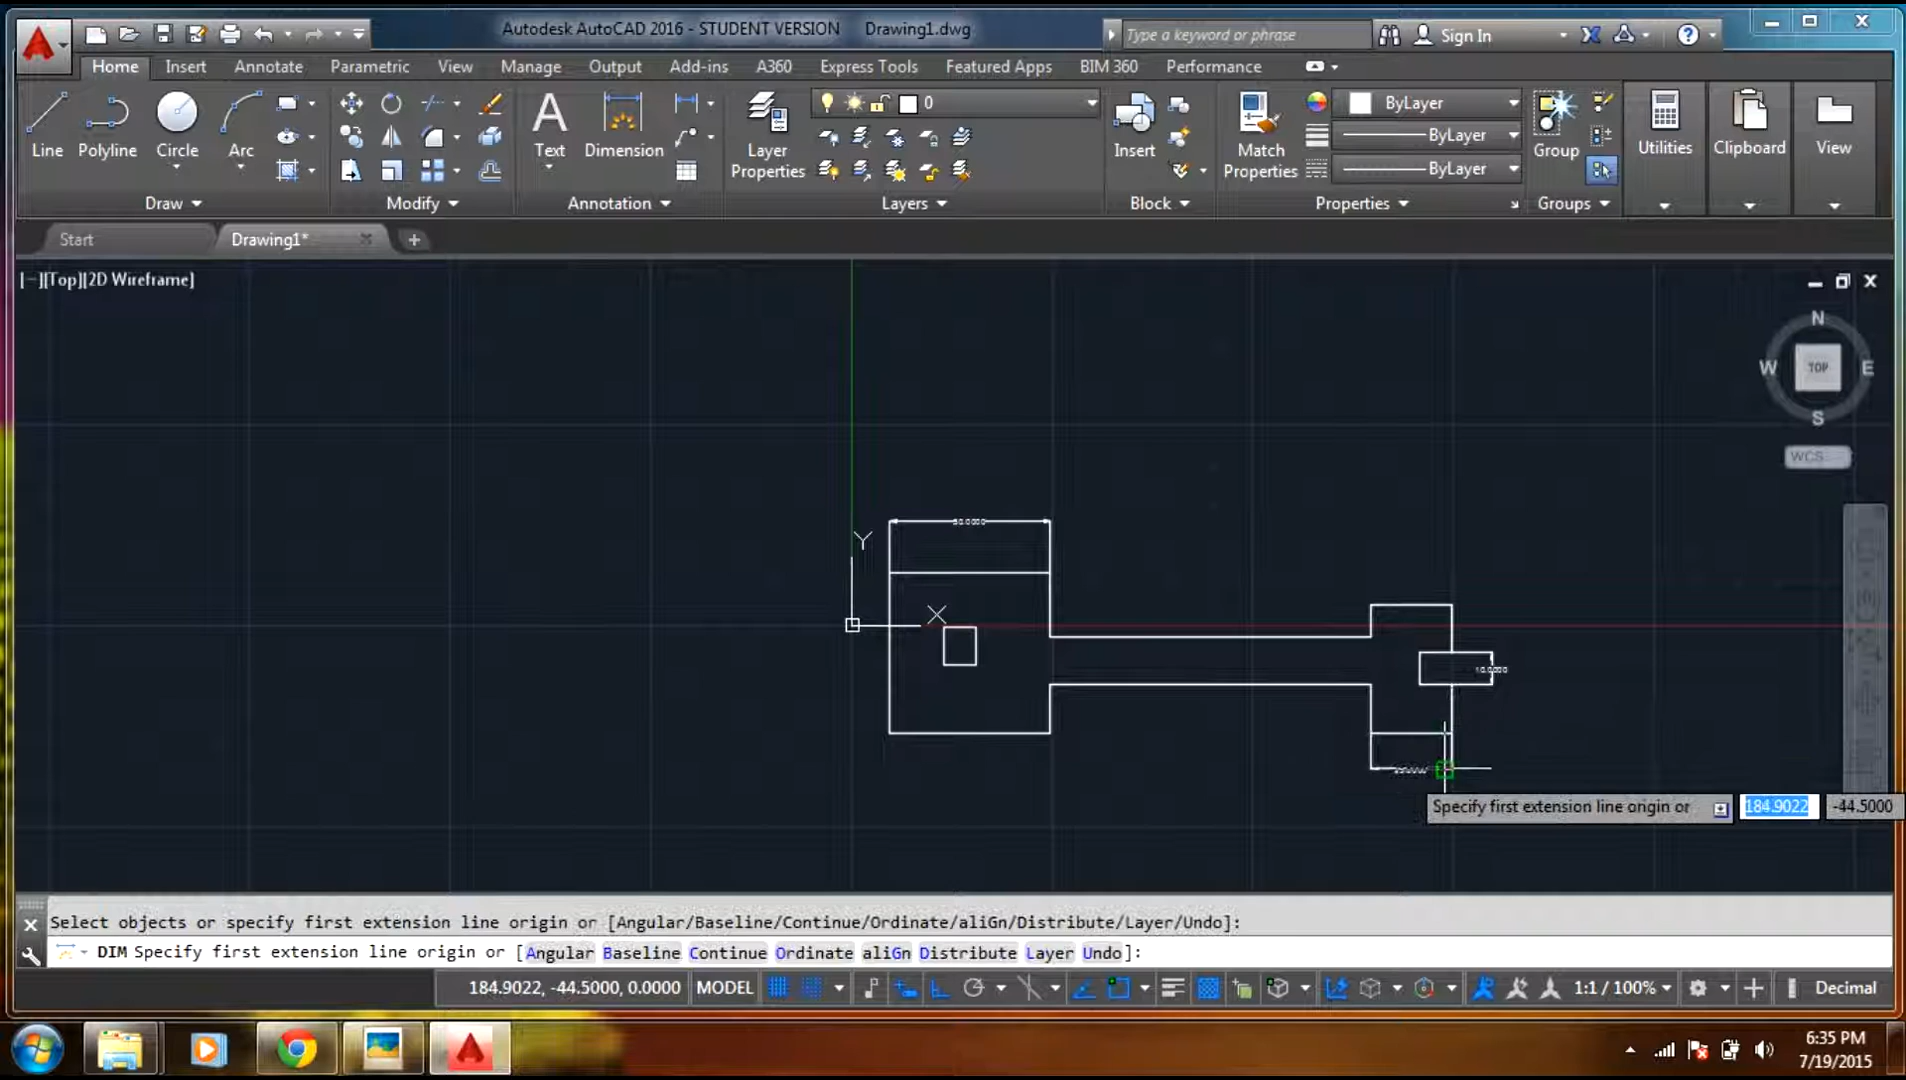 Autodesk AutoCAD 2016 - STUDENT VERSION Drawing1.dwg
Type a keyword or phrase
Sign In
Home Insert Annotate Parametric View Manage Output Add-ins A360 Express Tools Featured Apps BIM 360 Performance
Line Polyline Circle Arc
Text Dimension
Layer Properties
0
Insert
Match Properties
ByLayer
ByLayer
ByLayer
Group
Utilities Clipboard View
Draw Modify Annotation Layers Block Properties Groups
Start Drawing1*
[−][Top][2D Wireframe]
N
W TOP E
S
WCS
Y
X
Specify first extension line origin or 184.9022 -44.5000
Select objects or specify first extension line origin or [Angular/Baseline/Continue/Ordinate/aliGn/Distribute/Layer/Undo]:
DIM Specify first extension line origin or [Angular Baseline Continue Ordinate aliGn Distribute Layer Undo]:
184.9022, -44.5000, 0.0000 MODEL 1:1 / 100% Decimal
6:35 PM
7/19/2015